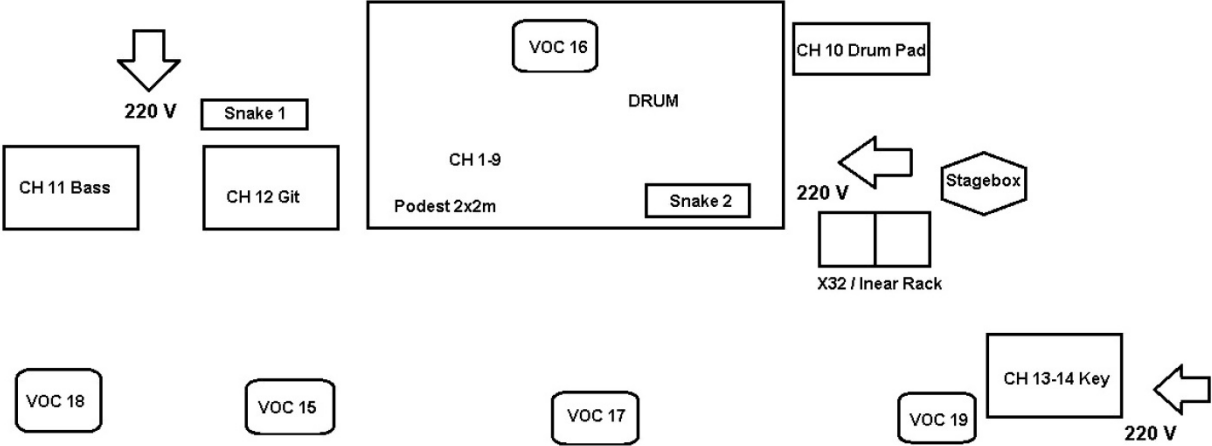 VOC 16
CH 10 Drum Pad
220 V
Snake 1
DRUM
CH 11 Bass
CH 12 Git
CH 1-9
Podest 2x2m
Snake 2
220 V
Stagebox
X32 / Inear Rack
VOC 18
VOC 15
VOC 17
VOC 19
CH 13-14 Key
220 V